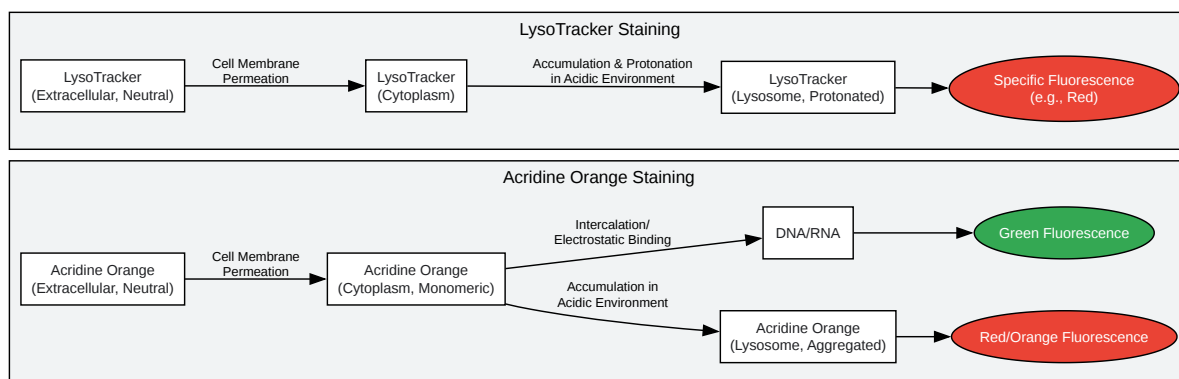 LysoTracker Staining
LysoTracker
(Extracellular, Neutral)
Cell Membrane
Permeation
LysoTracker
(Cytoplasm)
Accumulation & Protonation
in Acidic Environment
LysoTracker
(Lysosome, Protonated)
Specific Fluorescence
(e.g., Red)
Acridine Orange Staining
Acridine Orange
(Extracellular, Neutral)
Cell Membrane
Permeation
Acridine Orange
(Cytoplasm, Monomeric)
Intercalation/
Electrostatic Binding
DNA/RNA
Green Fluorescence
Accumulation in
Acidic Environment
Acridine Orange
(Lysosome, Aggregated)
Red/Orange Fluorescence